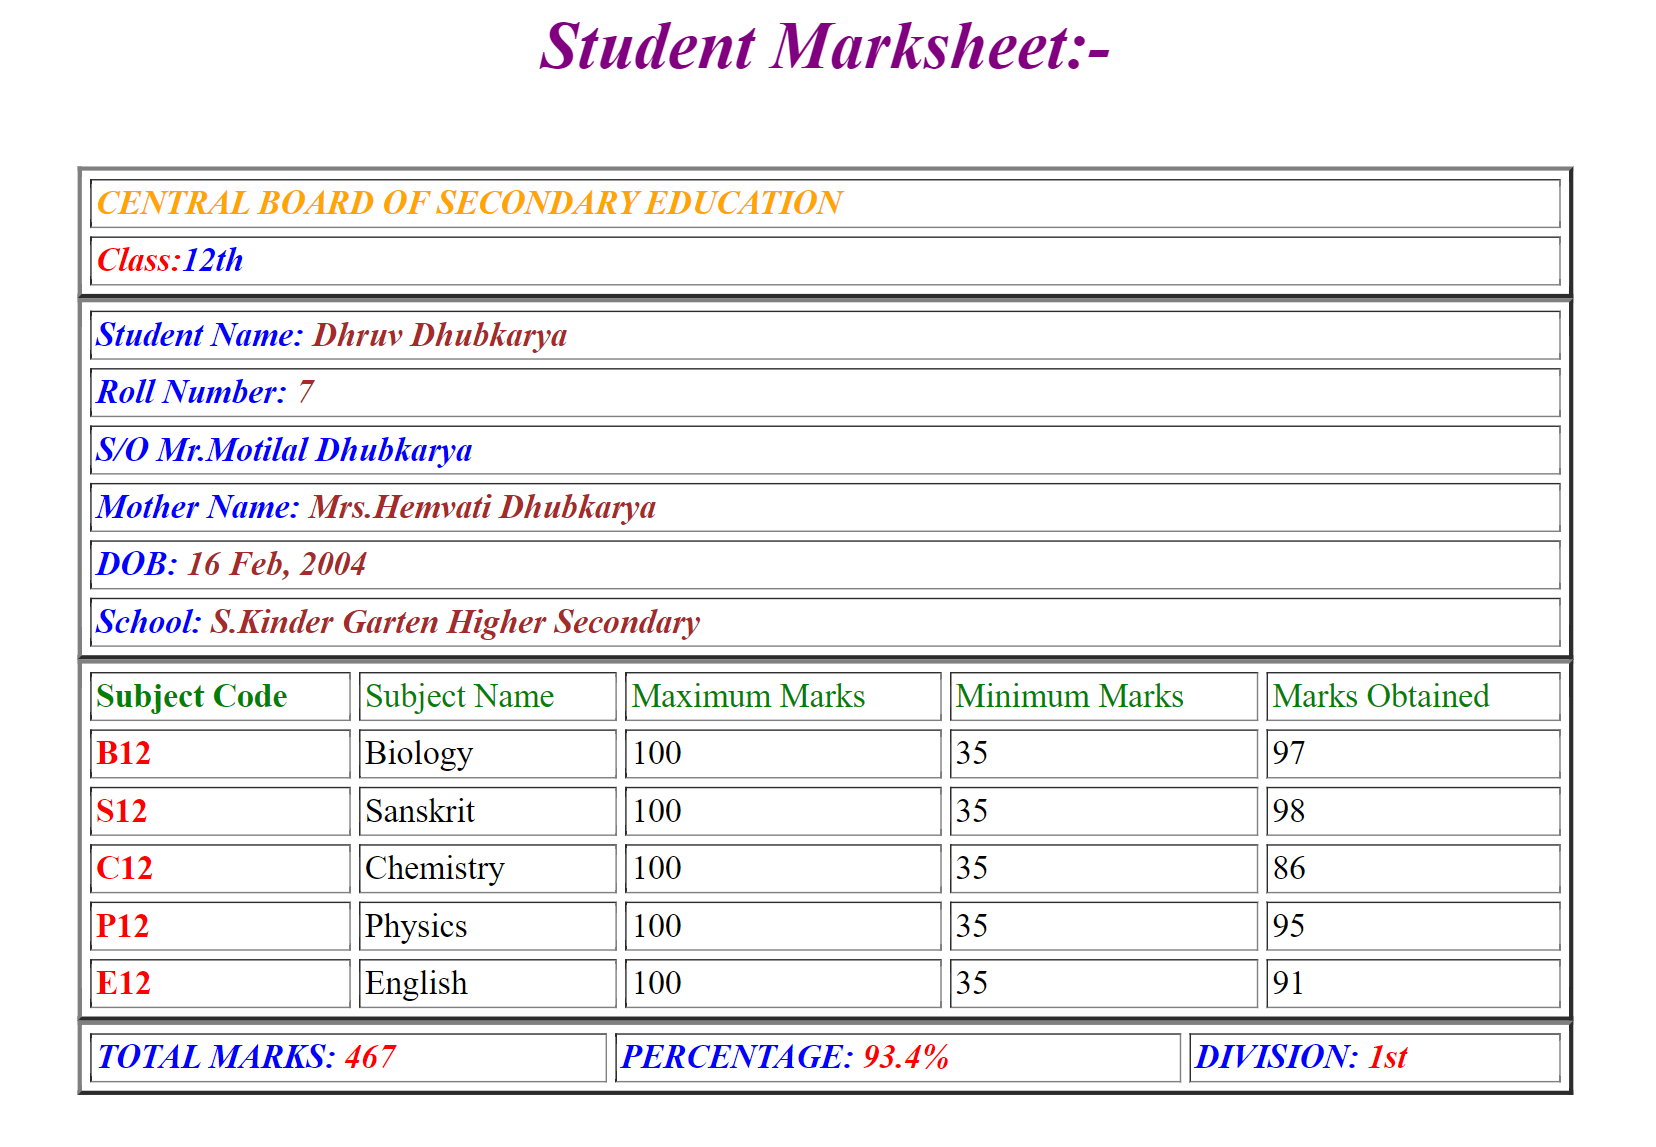 Student Marksheet:-
CENTRAL BOARD OF SECONDARY EDUCATION
Class:12th
Student Name: Dhruv Dhubkarya
Roll Number: 7
S/O Mr.Motilal Dhubkarya
Mother Name: Mrs.Hemvati Dhubkarya
DOB: 16 Feb, 2004
School: S.Kinder Garten Higher Secondary
Subject Code Subject Name Maximum Marks Minimum Marks Marks Obtained
B12 Biology 100 35 97
S12 Sanskrit 100 35 98
C12 Chemistry 100 35 86
P12 Physics 100 35 95
E12 English 100 35 91
TOTAL MARKS: 467 PERCENTAGE: 93.4% DIVISION: 1st